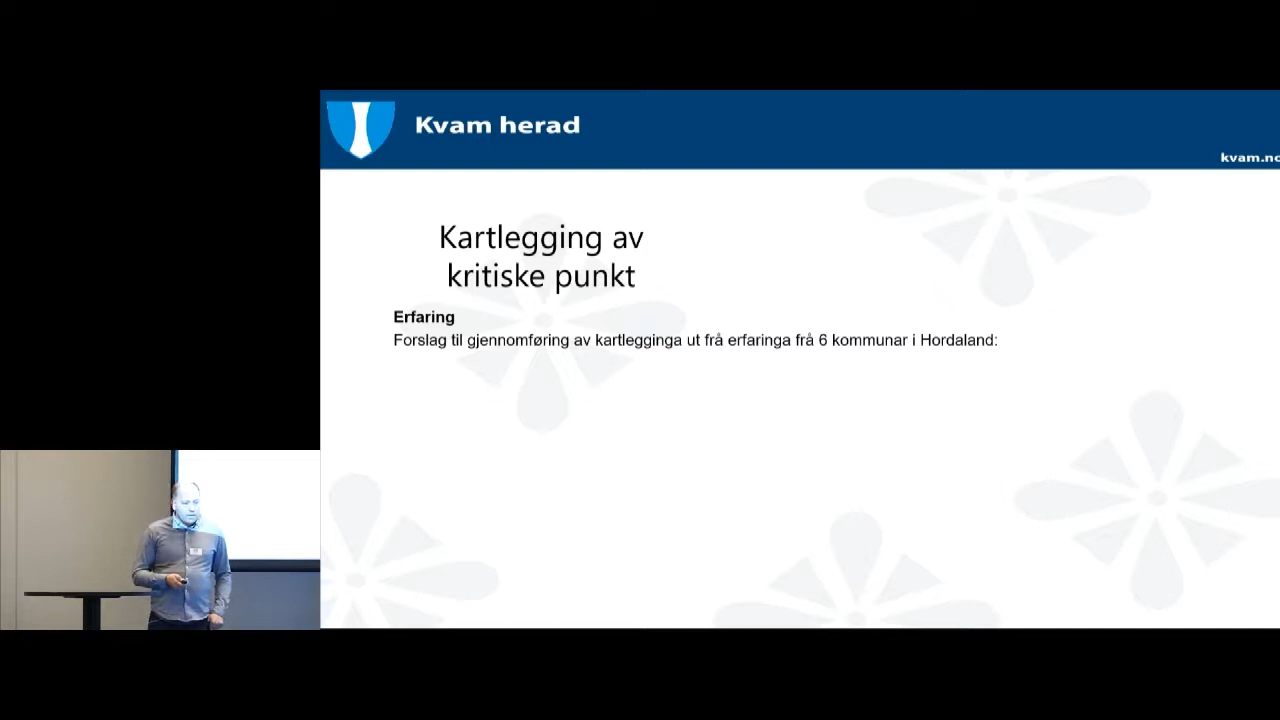 Kvam herad
kvam.no
Kartlegging av
kritiske punkt
Erfaring
Forslag til gjennomføring av kartlegginga ut frå erfaringa frå 6 kommunar i Hordaland: